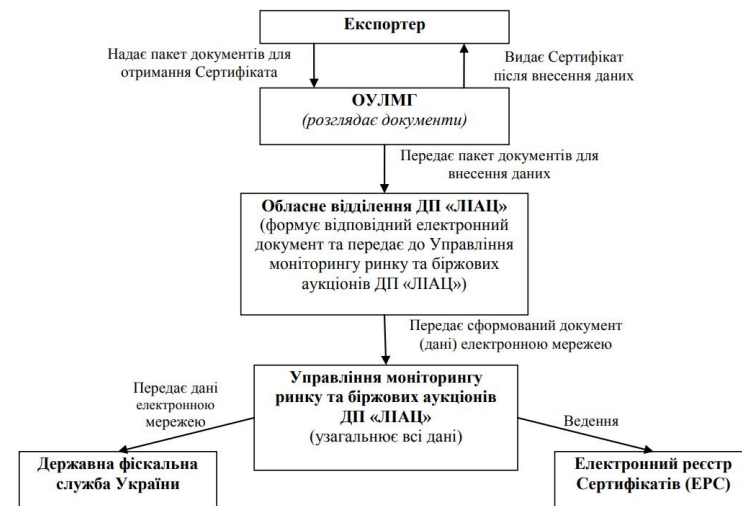 Експортер
Надає пакет документів для
отримання Сертифіката
Видає Сертифікат
після внесення даних
ОУЛМГ
(розглядає документи)
Передає пакет документів для
внесення даних
Обласне відділення ДП «ЛІАЦ»
(формує відповідний електронний
документ та передає до Управління
моніторингу ринку та біржових
аукціонів ДП «ЛІАЦ»)
Передає сформований документ
(дані) електронною мережею
Управління моніторингу
ринку та біржових аукціонів
ДП «ЛІАЦ»
(узагальнює всі дані)
Передає дані
електронною
мережею
Ведення
Державна фіскальна
служба України
Електронний реєстр
Сертифікатів (ЕРС)